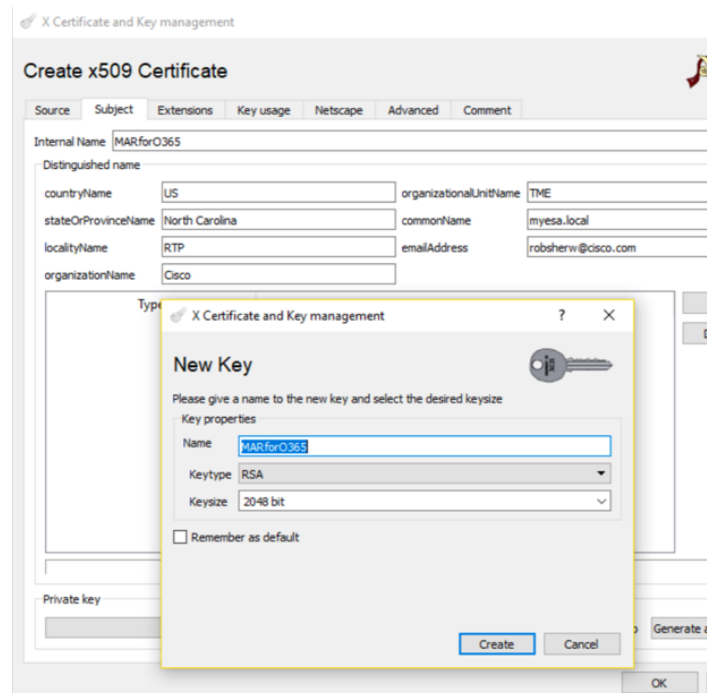 X Certificate and Key management
Create x509 Certificate
Source Subject Extensions Key usage Netscape Advanced Comment
Internal Name MARforO365
Distinguished name
countryName US organizationalUnitName TME
stateOrProvinceName North Carolina commonName myesa.local
localityName RTP emailAddress robsherw@cisco.com
organizationName Cisco
X Certificate and Key management ? X
New Key
Please give a name to the new key and select the desired keysize
Key properties
Name MARforO365
Keytype RSA
Keysize 2048 bit
Remember as default
Private key
Generate a
Create Cancel
OK